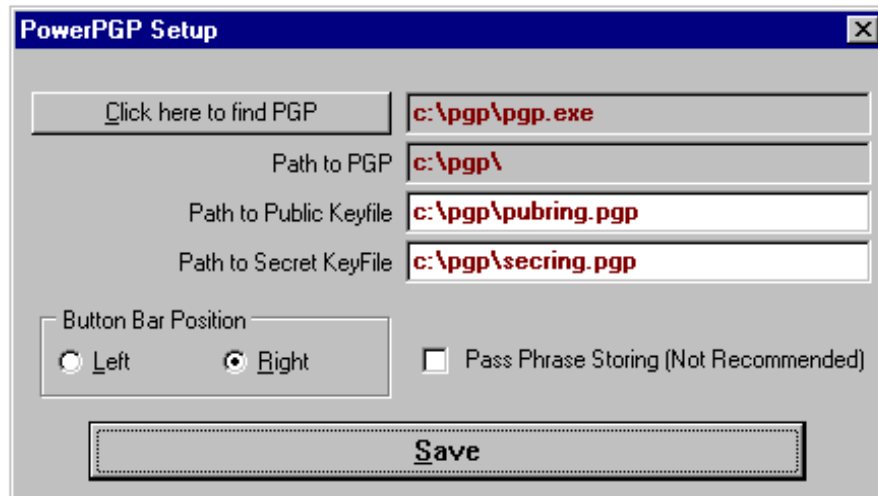 PowerPGP Setup
Click here to find PGP c:\pgp\pgp.exe
Path to PGP c:\pgp\
Path to Public Keyfile c:\pgp\pubring.pgp
Path to Secret KeyFile c:\pgp\secring.pgp
Button Bar Position
Left Right Pass Phrase Storing (Not Recommended)
Save